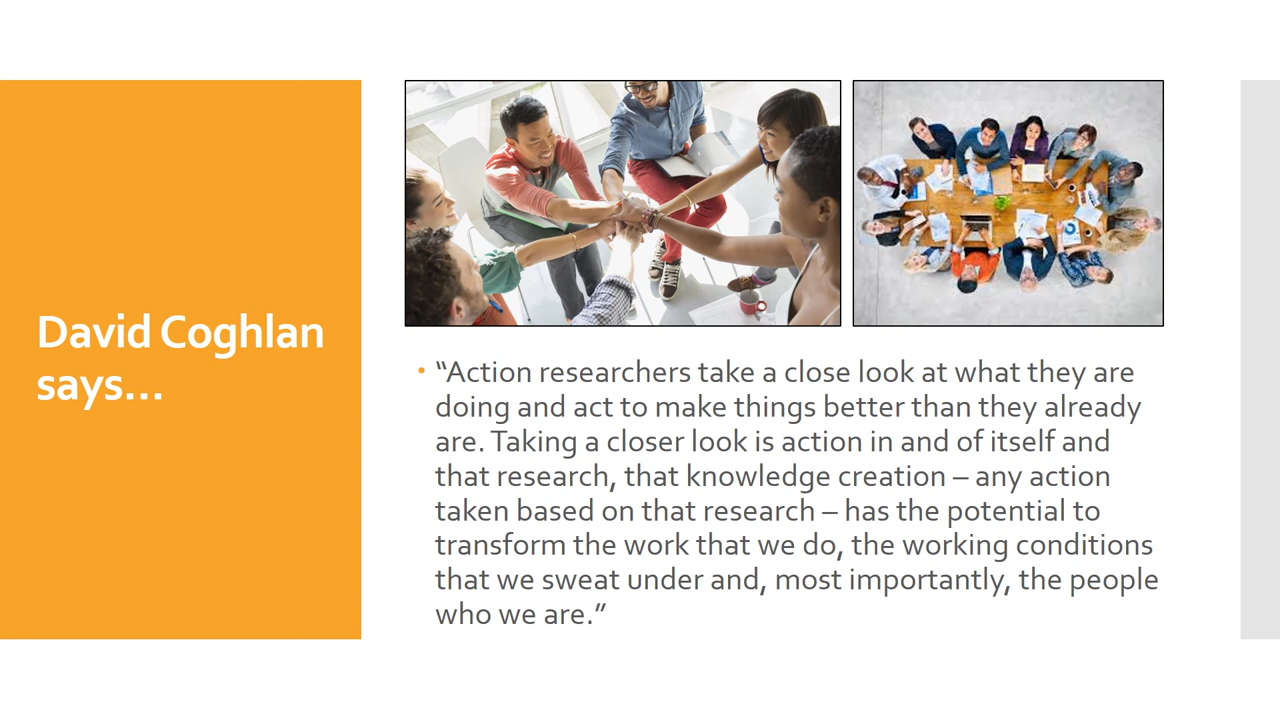 David Coghlan
says...
• “Action researchers take a close look at what they are
doing and act to make things better than they already
are. Taking a closer look is action in and of itself and
that research, that knowledge creation – any action
taken based on that research – has the potential to
transform the work that we do, the working conditions
that we sweat under and, most importantly, the people
who we are.”